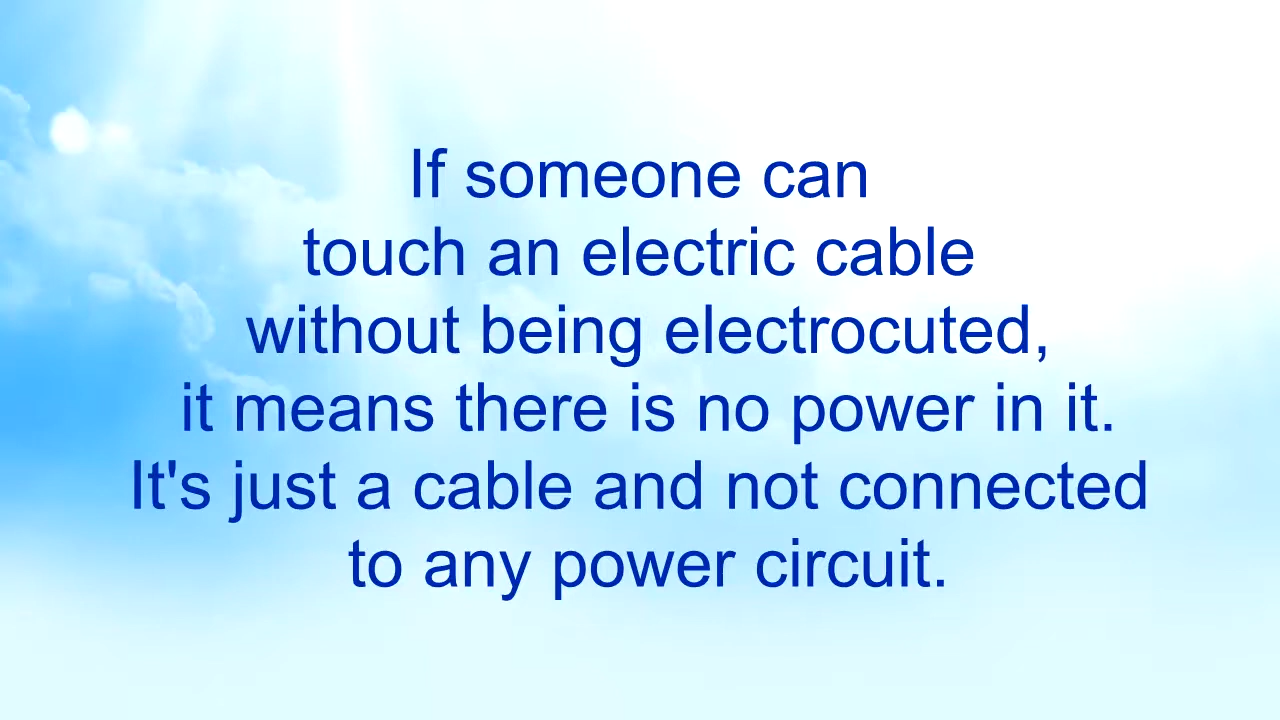 If someone can
touch an electric cable
without being electrocuted,
it means there is no power in it.
It's just a cable and not connected
to any power circuit.